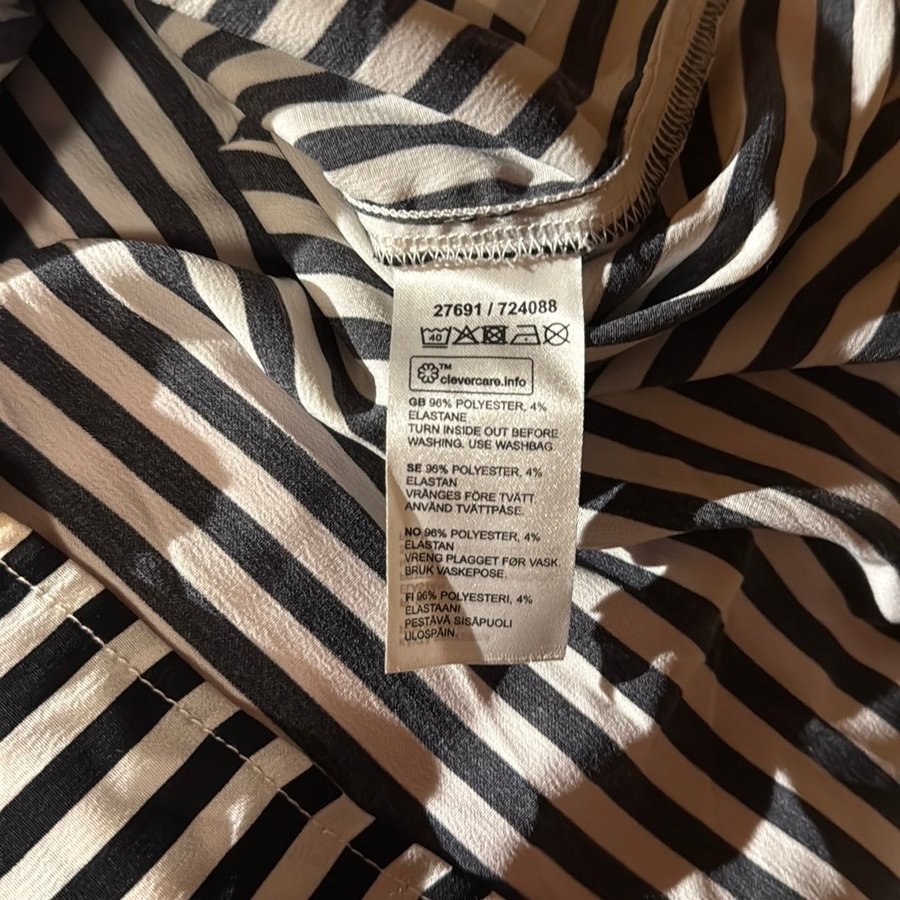 27691 / 724088
40
TM
clevercare.info
GB 96% POLYESTER, 4%
ELASTANE
TURN INSIDE OUT BEFORE
WASHING. USE WASHBAG.
SE 96% POLYESTER, 4%
ELASTAN
VRÄNGES FÖRE TVÄTT.
ANVÄND TVÄTTPÅSE.
NO 96% POLYESTER, 4%
ELASTAN
VRENG PLAGGET FØR VASK.
BRUK VASKEPOSE.
FI 96% POLYESTERI, 4%
ELASTAANI
PESTÄVÄ SISÄPUOLI
ULOSPÄIN.